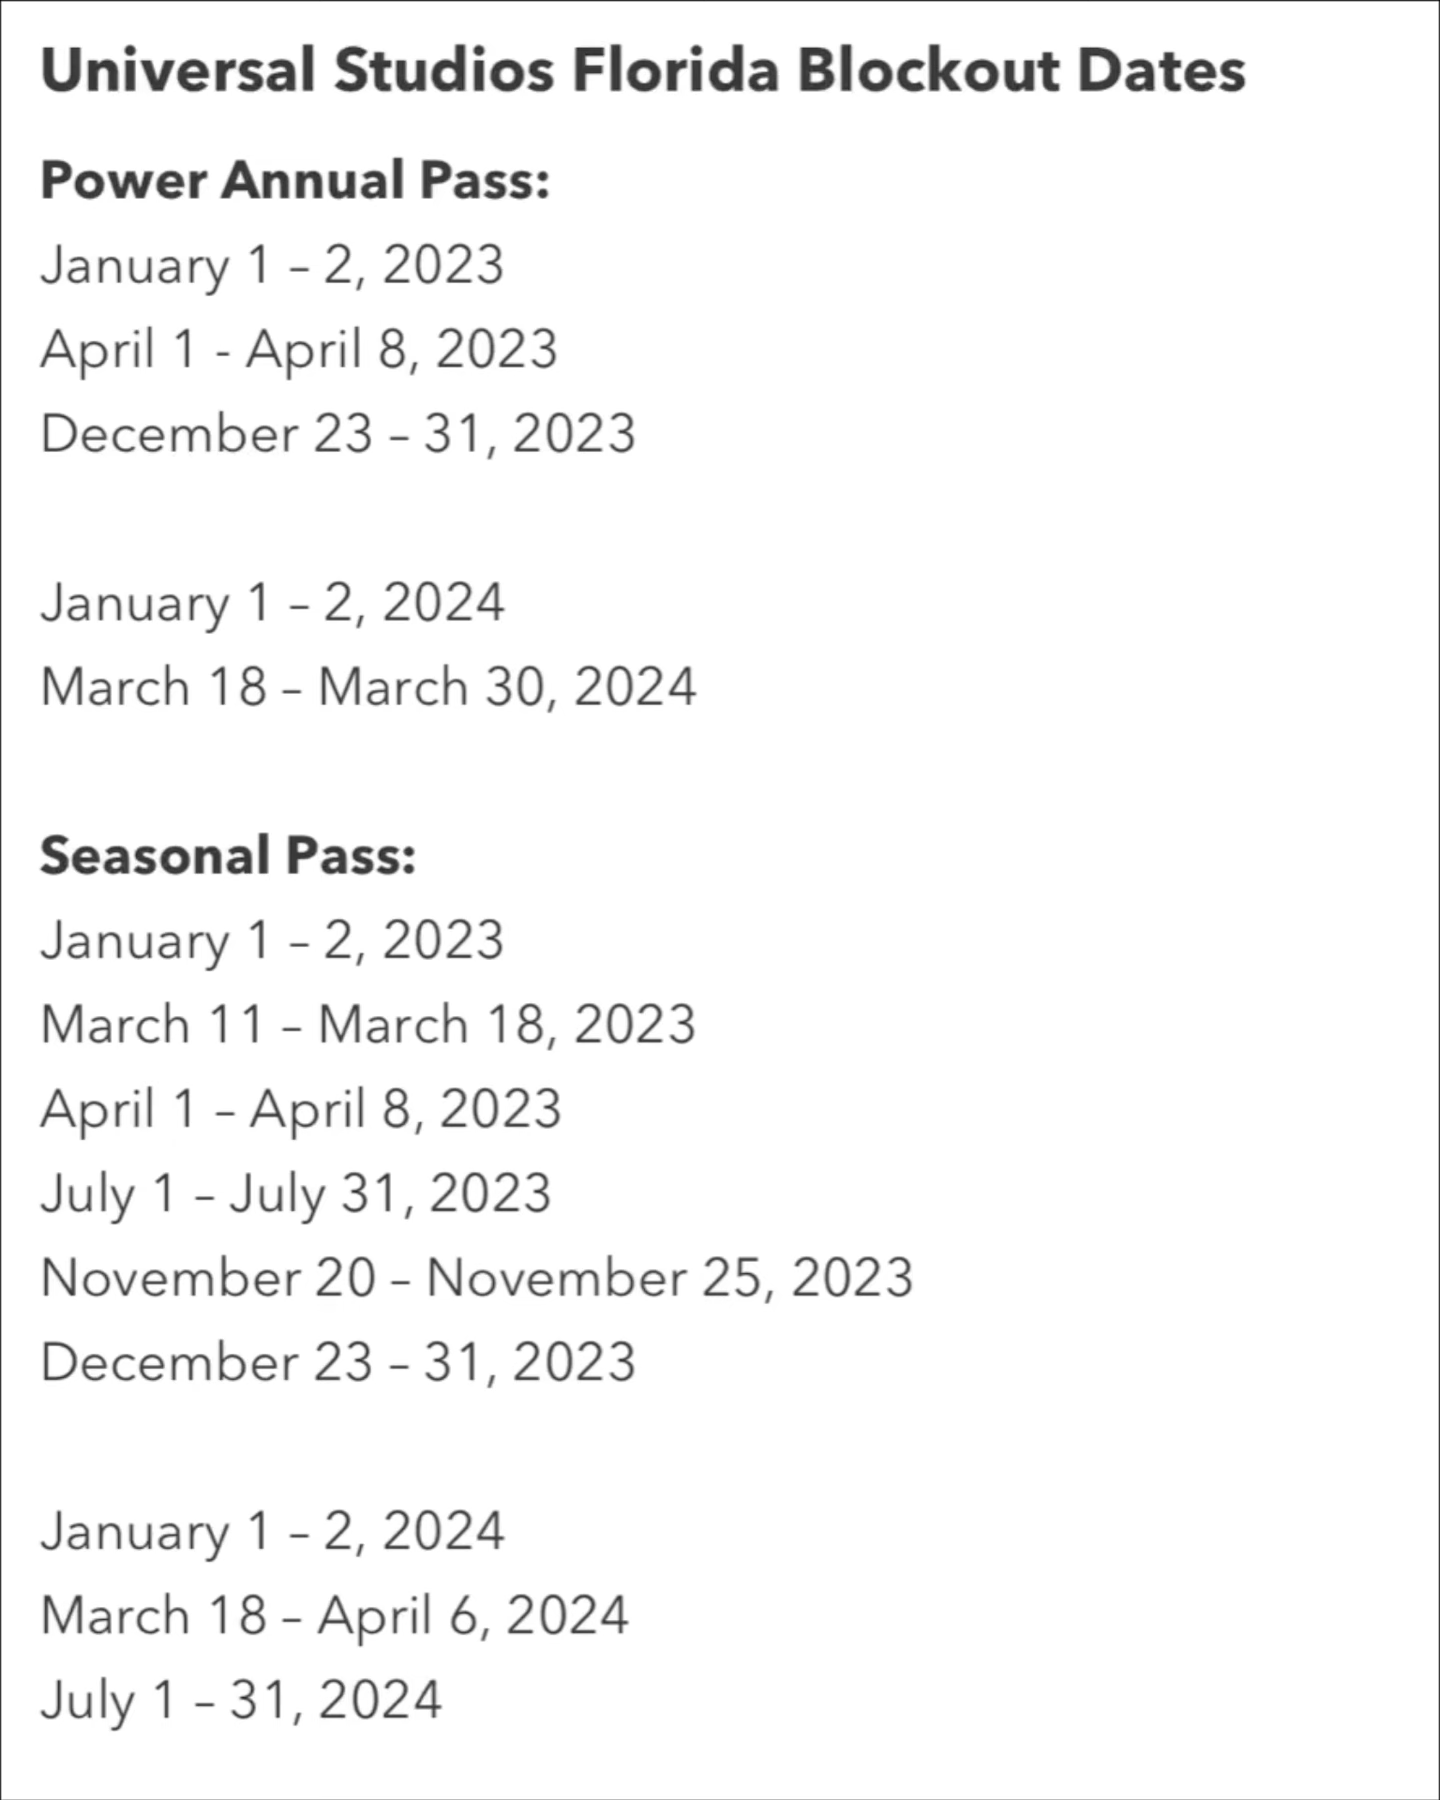 Universal Studios Florida Blockout Dates
Power Annual Pass:
January 1 – 2, 2023
April 1 - April 8, 2023
December 23 – 31, 2023
January 1 – 2, 2024
March 18 – March 30, 2024
Seasonal Pass:
January 1 – 2, 2023
March 11 – March 18, 2023
April 1 – April 8, 2023
July 1 – July 31, 2023
November 20 – November 25, 2023
December 23 – 31, 2023
January 1 – 2, 2024
March 18 – April 6, 2024
July 1 – 31, 2024